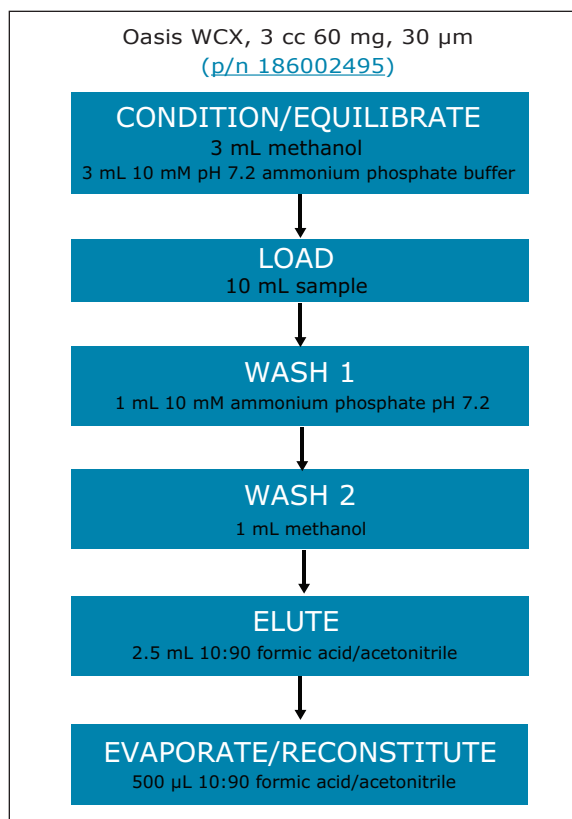 Oasis WCX, 3 cc 60 mg, 30 µm
(p/n 186002495)
CONDITION/EQUILIBRATE
3 mL methanol
3 mL 10 mM pH 7.2 ammonium phosphate buffer
LOAD
10 mL sample
WASH 1
1 mL 10 mM ammonium phosphate pH 7.2
WASH 2
1 mL methanol
ELUTE
2.5 mL 10:90 formic acid/acetonitrile
EVAPORATE/RECONSTITUTE
500 µL 10:90 formic acid/acetonitrile